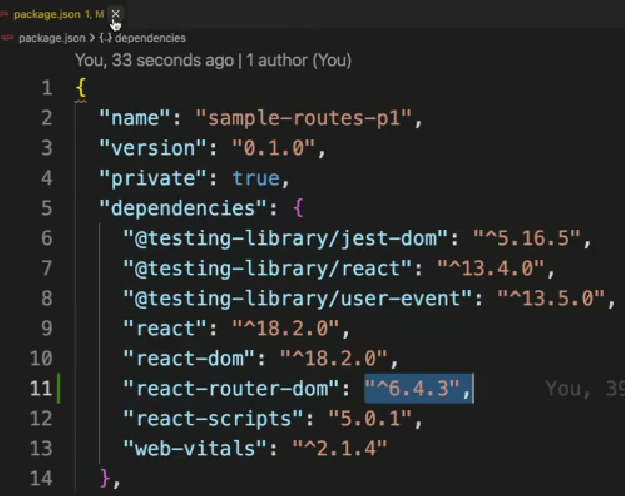 package.json 1, M
package.json > {..} dependencies
You, 33 seconds ago | 1 author (You)
1 {
2 "name": "sample-routes-p1",
3 "version": "0.1.0",
4 "private": true,
5 "dependencies": {
6 "@testing-library/jest-dom": "^5.16.5",
7 "@testing-library/react": "^13.4.0",
8 "@testing-library/user-event": "^13.5.0",
9 "react": "^18.2.0",
10 "react-dom": "^18.2.0",
11 "react-router-dom": "^6.4.3", You, 39
12 "react-scripts": "5.0.1",
13 "web-vitals": "^2.1.4"
14 },